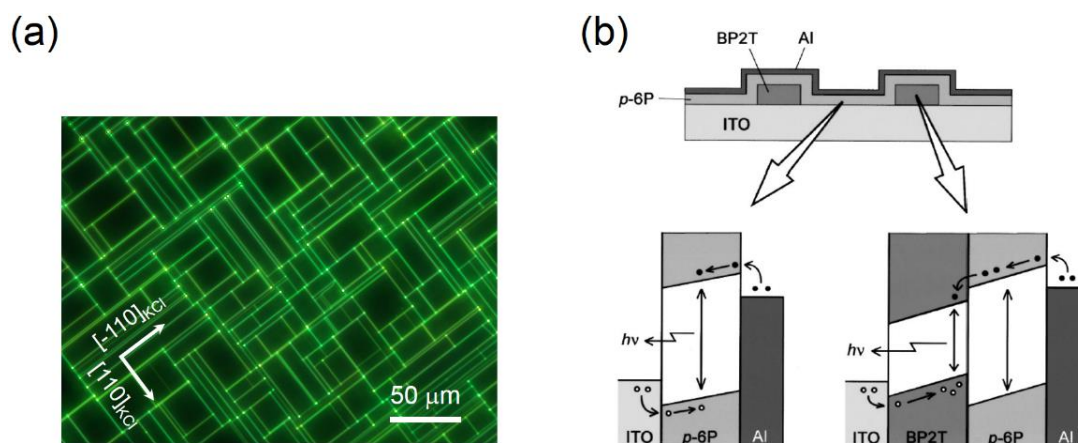 (a)
[-110]KCl
[110]KCl
50 μm
(b)
BP2T
Al
p-6P
ITO
hν
ITO
p-6P
Al
hν
ITO
BP2T
p-6P
Al